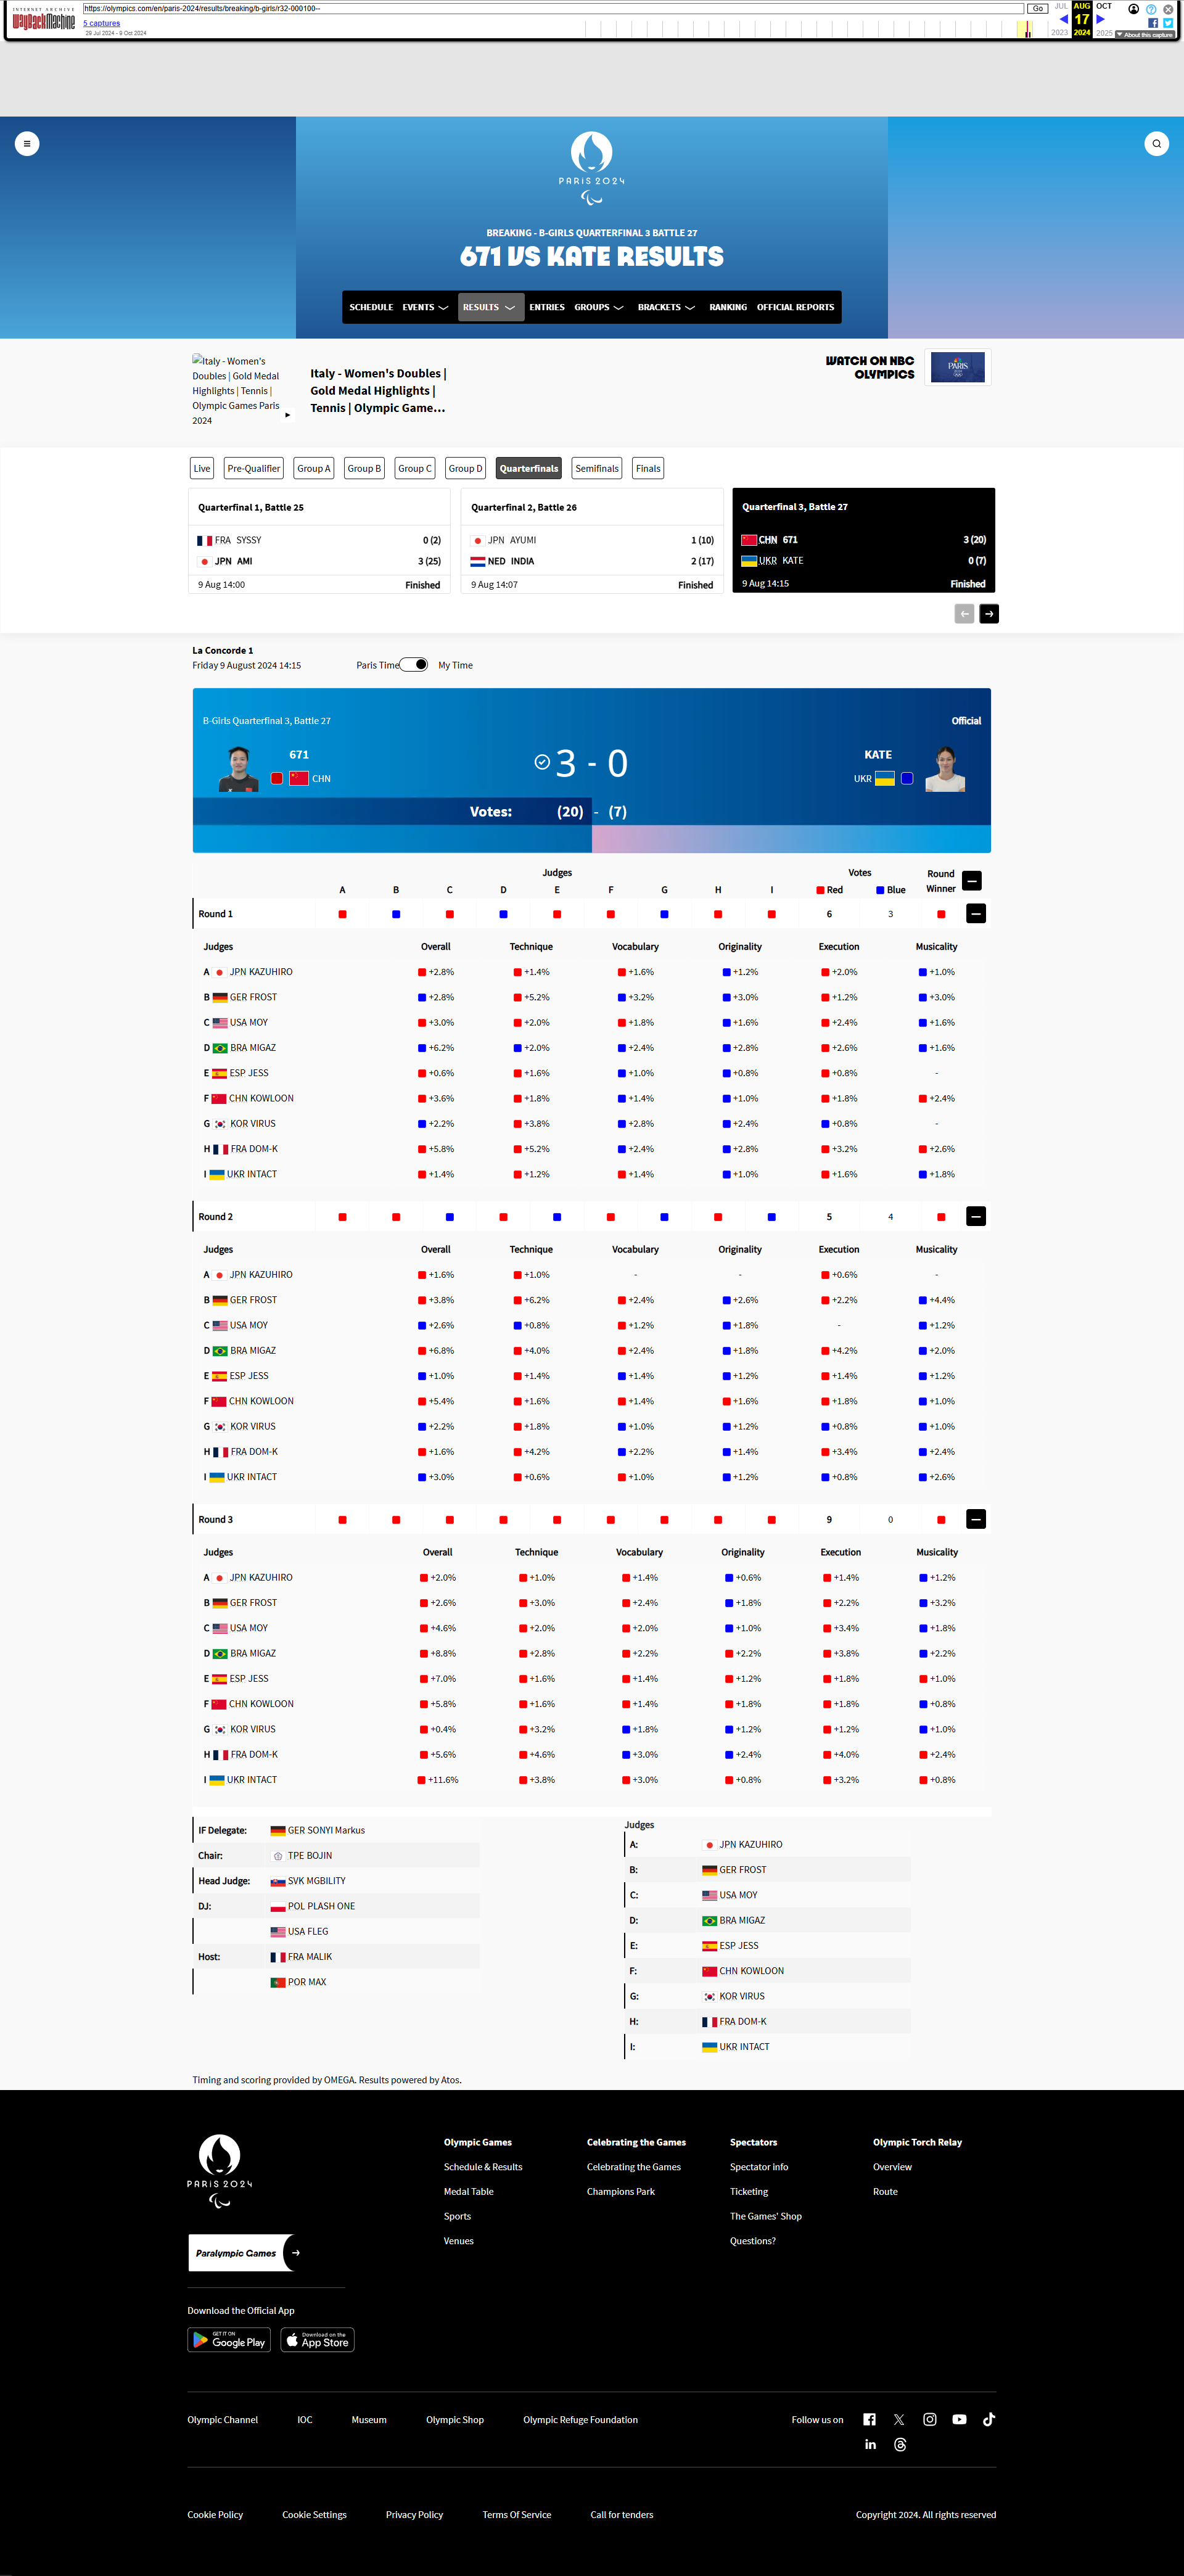 INTERNET ARCHIVE
WayBackMachine
https://olympics.com/en/paris-2024/results/breaking/b-girls/r32-000100--
Go
5 captures
29 Jul 2024 - 9 Oct 2024
JUL AUG OCT
17
2023 2024 2025
About this capture
PARIS 2024
BREAKING - B-GIRLS QUARTERFINAL 3 BATTLE 27
671 VS KATE RESULTS
SCHEDULE EVENTS RESULTS ENTRIES GROUPS BRACKETS RANKING OFFICIAL REPORTS
Italy - Women's Doubles | Gold Medal Highlights | Tennis | Olympic Games Paris 2024
Italy - Women's Doubles |
Gold Medal Highlights |
Tennis | Olympic Game...
WATCH ON NBC
OLYMPICS
PARIS
Live Pre-Qualifier Group A Group B Group C Group D Quarterfinals Semifinals Finals
Quarterfinal 1, Battle 25
FRA SYSSY 0 (2)
JPN AMI 3 (25)
9 Aug 14:00 Finished
Quarterfinal 2, Battle 26
JPN AYUMI 1 (10)
NED INDIA 2 (17)
9 Aug 14:07 Finished
Quarterfinal 3, Battle 27
CHN 671 3 (20)
UKR KATE 0 (7)
9 Aug 14:15 Finished
La Concorde 1
Friday 9 August 2024 14:15
Paris Time My Time
B-Girls Quarterfinal 3, Battle 27 Official
671 3 - 0 KATE
CHN UKR
Votes: (20) - (7)
Judges Votes Round Winner
A B C D E F G H I Red Blue
Round 1 6 3
Judges Overall Technique Vocabulary Originality Execution Musicality
A JPN KAZUHIRO +2.8% +1.4% +1.6% +1.2% +2.0% +1.0%
B GER FROST +2.8% +5.2% +3.2% +3.0% +1.2% +3.0%
C USA MOY +3.0% +2.0% +1.8% +1.6% +2.4% +1.6%
D BRA MIGAZ +6.2% +2.0% +2.4% +2.8% +2.6% +1.6%
E ESP JESS +0.6% +1.6% +1.0% +0.8% +0.8% -
F CHN KOWLOON +3.6% +1.8% +1.4% +1.0% +1.8% +2.4%
G KOR VIRUS +2.2% +3.8% +2.8% +2.4% +0.8% -
H FRA DOM-K +5.8% +5.2% +2.4% +2.8% +3.2% +2.6%
I UKR INTACT +1.4% +1.2% +1.4% +1.0% +1.6% +1.8%
Round 2 5 4
Judges Overall Technique Vocabulary Originality Execution Musicality
A JPN KAZUHIRO +1.6% +1.0% - - +0.6% -
B GER FROST +3.8% +6.2% +2.4% +2.6% +2.2% +4.4%
C USA MOY +2.6% +0.8% +1.2% +1.8% - +1.2%
D BRA MIGAZ +6.8% +4.0% +2.4% +1.8% +4.2% +2.0%
E ESP JESS +1.0% +1.4% +1.4% +1.2% +1.4% +1.2%
F CHN KOWLOON +5.4% +1.6% +1.4% +1.6% +1.8% +1.0%
G KOR VIRUS +2.2% +1.8% +1.0% +1.2% +0.8% +1.0%
H FRA DOM-K +1.6% +4.2% +2.2% +1.4% +3.4% +2.4%
I UKR INTACT +3.0% +0.6% +1.0% +1.2% +0.8% +2.6%
Round 3 9 0
Judges Overall Technique Vocabulary Originality Execution Musicality
A JPN KAZUHIRO +2.0% +1.0% +1.4% +0.6% +1.4% +1.2%
B GER FROST +2.6% +3.0% +2.4% +1.8% +2.2% +3.2%
C USA MOY +4.6% +2.0% +2.0% +1.0% +3.4% +1.8%
D BRA MIGAZ +8.8% +2.8% +2.2% +2.2% +3.8% +2.2%
E ESP JESS +7.0% +1.6% +1.4% +1.2% +1.8% +1.0%
F CHN KOWLOON +5.8% +1.6% +1.4% +1.8% +1.8% +0.8%
G KOR VIRUS +0.4% +3.2% +1.8% +1.2% +1.2% +1.0%
H FRA DOM-K +5.6% +4.6% +3.0% +2.4% +4.0% +2.4%
I UKR INTACT +11.6% +3.8% +3.0% +0.8% +3.2% +0.8%
IF Delegate: GER SONYI Markus
Chair: TPE BOJIN
Head Judge: SVK MGBILITY
DJ: POL PLASH ONE
USA FLEG
Host: FRA MALIK
POR MAX
Judges
A: JPN KAZUHIRO
B: GER FROST
C: USA MOY
D: BRA MIGAZ
E: ESP JESS
F: CHN KOWLOON
G: KOR VIRUS
H: FRA DOM-K
I: UKR INTACT
Timing and scoring provided by OMEGA. Results powered by Atos.
PARIS 2024
Paralympic Games
Download the Official App
GET IT ON
Google Play
Download on the
App Store
Olympic Games
Schedule & Results
Medal Table
Sports
Venues
Celebrating the Games
Celebrating the Games
Champions Park
Spectators
Spectator info
Ticketing
The Games' Shop
Questions?
Olympic Torch Relay
Overview
Route
Olympic Channel IOC Museum Olympic Shop Olympic Refuge Foundation Follow us on
Cookie Policy Cookie Settings Privacy Policy Terms Of Service Call for tenders Copyright 2024. All rights reserved